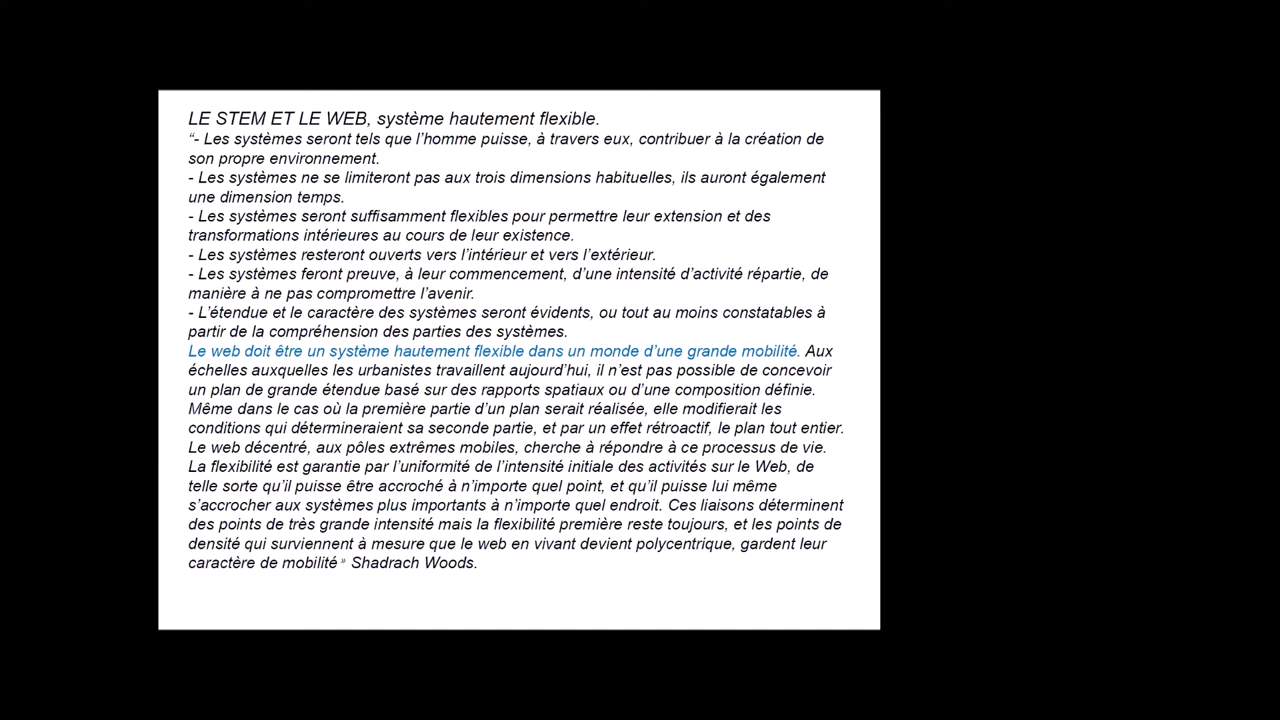 LE STEM ET LE WEB, système hautement flexible.
“- Les systèmes seront tels que l’homme puisse, à travers eux, contribuer à la création de
son propre environnement.
- Les systèmes ne se limiteront pas aux trois dimensions habituelles, ils auront également
une dimension temps.
- Les systèmes seront suffisamment flexibles pour permettre leur extension et des
transformations intérieures au cours de leur existence.
- Les systèmes resteront ouverts vers l’intérieur et vers l’extérieur.
- Les systèmes feront preuve, à leur commencement, d’une intensité d’activité répartie, de
manière à ne pas compromettre l’avenir.
- L’étendue et le caractère des systèmes seront évidents, ou tout au moins constatables à
partir de la compréhension des parties des systèmes.
Le web doit être un système hautement flexible dans un monde d’une grande mobilité. Aux
échelles auxquelles les urbanistes travaillent aujourd’hui, il n’est pas possible de concevoir
un plan de grande étendue basé sur des rapports spatiaux ou d’une composition définie.
Même dans le cas où la première partie d’un plan serait réalisée, elle modifierait les
conditions qui détermineraient sa seconde partie, et par un effet rétroactif, le plan tout entier.
Le web décentré, aux pôles extrêmes mobiles, cherche à répondre à ce processus de vie.
La flexibilité est garantie par l’uniformité de l’intensité initiale des activités sur le Web, de
telle sorte qu’il puisse être accroché à n’importe quel point, et qu’il puisse lui même
s’accrocher aux systèmes plus importants à n’importe quel endroit. Ces liaisons déterminent
des points de très grande intensité mais la flexibilité première reste toujours, et les points de
densité qui surviennent à mesure que le web en vivant devient polycentrique, gardent leur
caractère de mobilité » Shadrach Woods.